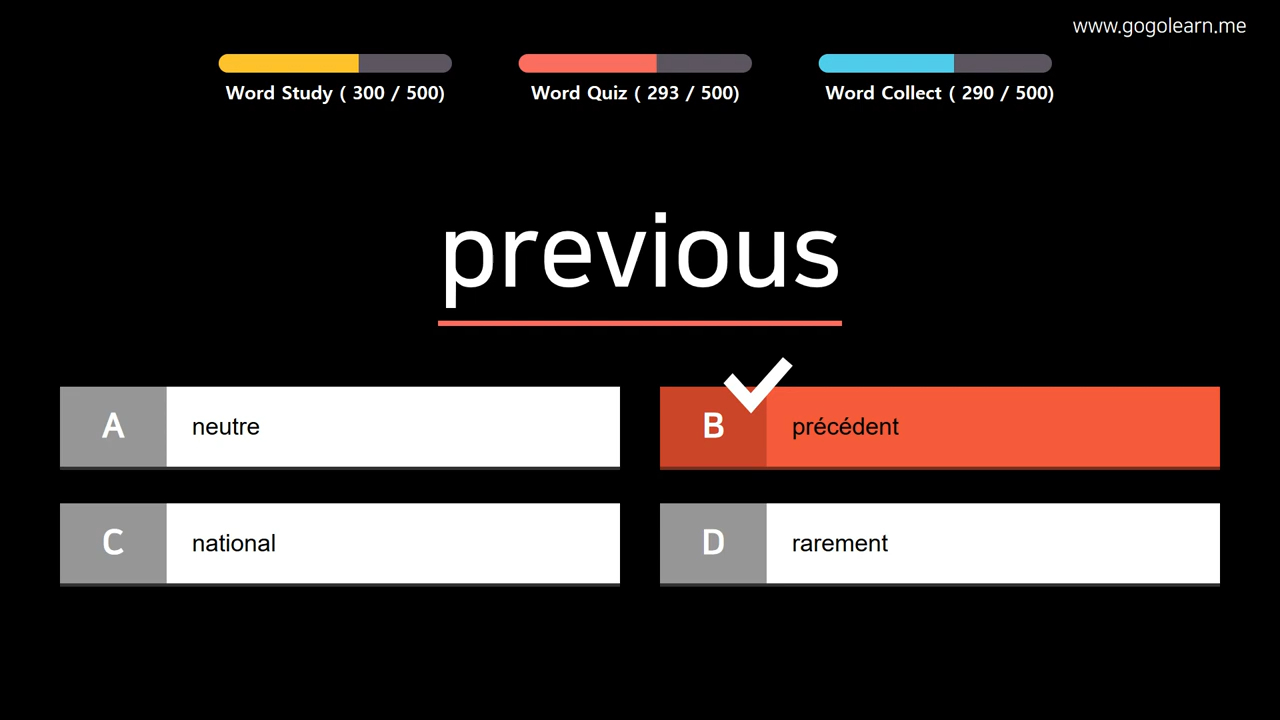 www.gogolearn.me
Word Study ( 300 / 500)
Word Quiz ( 293 / 500)
Word Collect ( 290 / 500)
previous
A neutre
B précédent
C national
D rarement